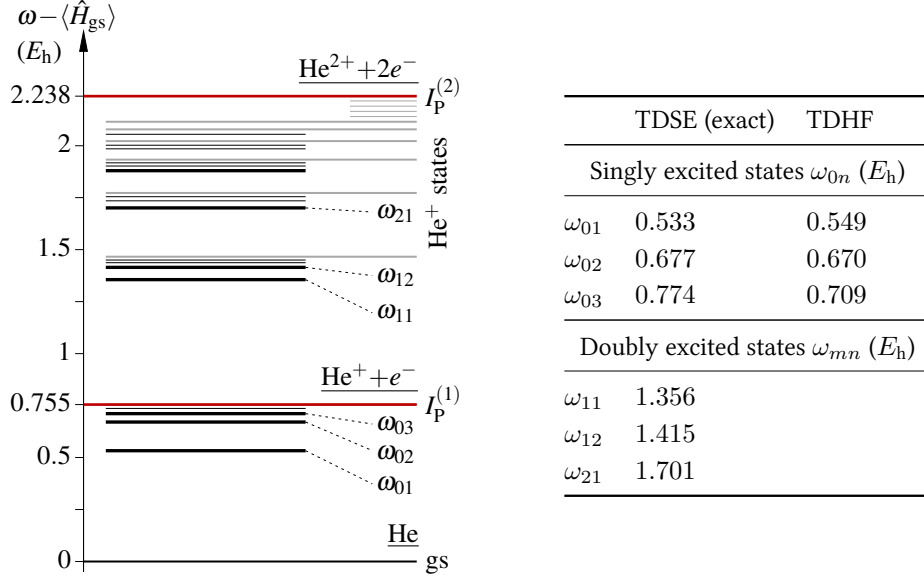 ω−⟨Ĥgs⟩
(Eh)
He²⁺+2e⁻
2.238
I_P^(2)
2
He⁺ states
ω₂₁
1.5
ω₁₂
ω₁₁
1
He⁺+e⁻
0.755
I_P^(1)
ω₀₃
ω₀₂
0.5
ω₀₁
He
0
gs
TDSE (exact) TDHF
Singly excited states ω₀ₙ (Eh)
ω₀₁ 0.533 0.549
ω₀₂ 0.677 0.670
ω₀₃ 0.774 0.709
Doubly excited states ωₘₙ (Eh)
ω₁₁ 1.356
ω₁₂ 1.415
ω₂₁ 1.701